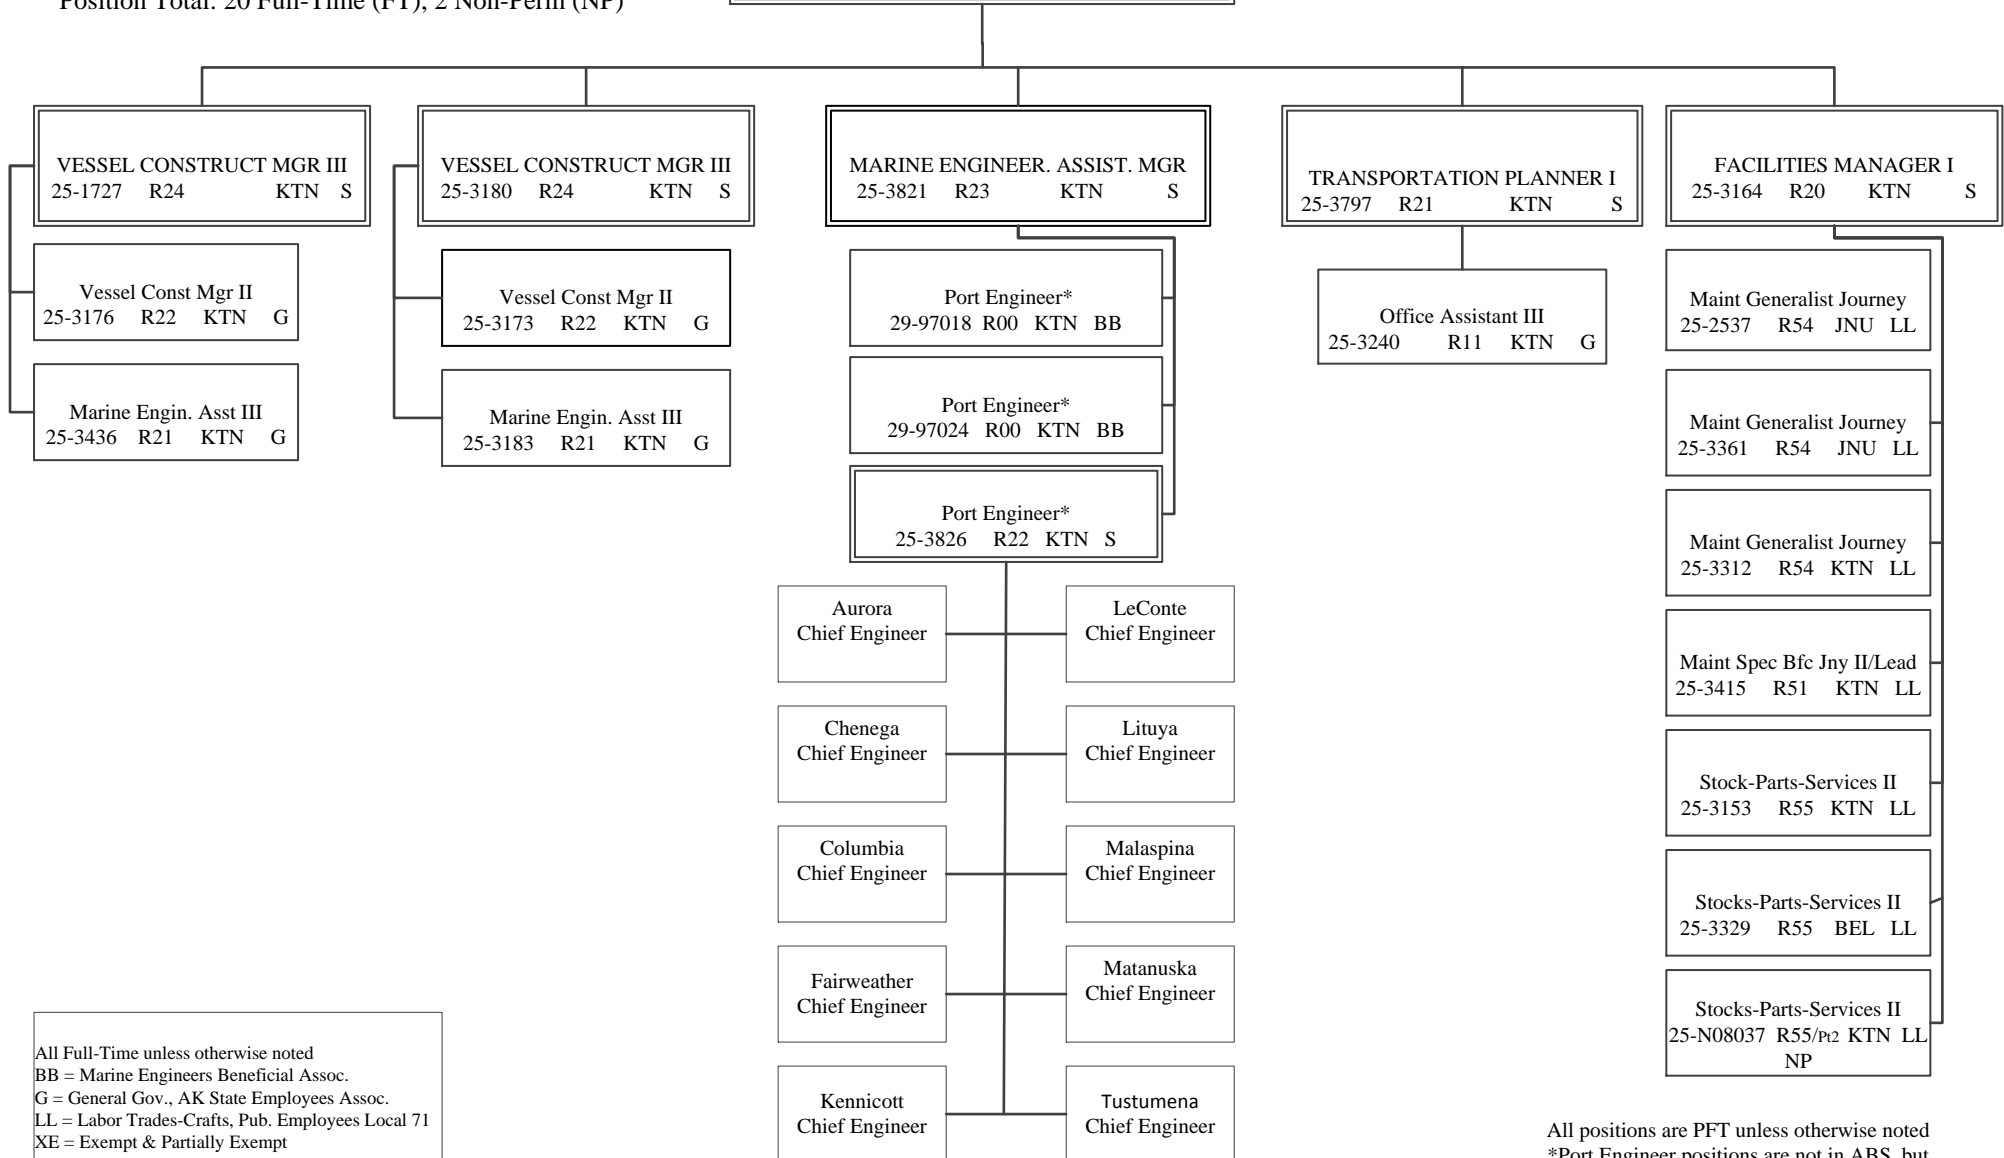 Position Total: 20 Full-Time (FT), 2 Non-Perm (NP)
VESSEL CONSTRUCT MGR III
25-1727 R24 KTN S
Vessel Const Mgr II
25-3176 R22 KTN G
Marine Engin. Asst III
25-3436 R21 KTN G
VESSEL CONSTRUCT MGR III
25-3180 R24 KTN S
Vessel Const Mgr II
25-3173 R22 KTN G
Marine Engin. Asst III
25-3183 R21 KTN G
MARINE ENGINEER. ASSIST. MGR
25-3821 R23 KTN S
Port Engineer*
29-97018 R00 KTN BB
Port Engineer*
29-97024 R00 KTN BB
Port Engineer*
25-3826 R22 KTN S
Aurora
Chief Engineer
LeConte
Chief Engineer
Chenega
Chief Engineer
Lituya
Chief Engineer
Columbia
Chief Engineer
Malaspina
Chief Engineer
Fairweather
Chief Engineer
Matanuska
Chief Engineer
Kennicott
Chief Engineer
Tustumena
Chief Engineer
TRANSPORTATION PLANNER I
25-3797 R21 KTN S
Office Assistant III
25-3240 R11 KTN G
FACILITIES MANAGER I
25-3164 R20 KTN S
Maint Generalist Journey
25-2537 R54 JNU LL
Maint Generalist Journey
25-3361 R54 JNU LL
Maint Generalist Journey
25-3312 R54 KTN LL
Maint Spec Bfc Jny II/Lead
25-3415 R51 KTN LL
Stock-Parts-Services II
25-3153 R55 KTN LL
Stocks-Parts-Services II
25-3329 R55 BEL LL
Stocks-Parts-Services II
25-N08037 R55/Pt2 KTN LL
NP
All Full-Time unless otherwise noted
BB = Marine Engineers Beneficial Assoc.
G = General Gov., AK State Employees Assoc.
LL = Labor Trades-Crafts, Pub. Employees Local 71
XE = Exempt & Partially Exempt
All positions are PFT unless otherwise noted
*Port Engineer positions are not in ABS, but